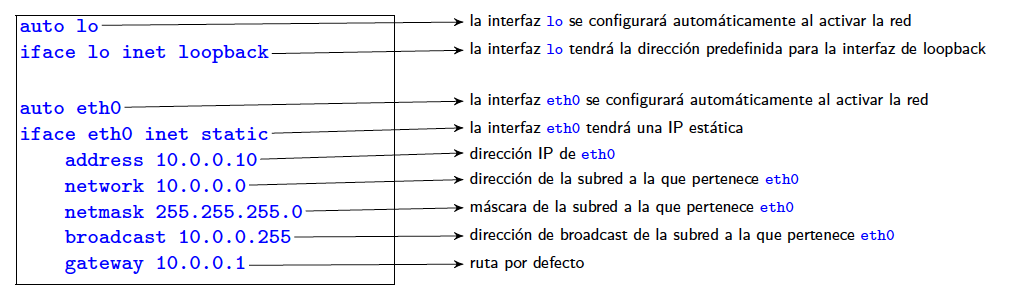 auto lo
la interfaz lo se configurará automáticamente al activar la red
iface lo inet loopback
la interfaz lo tendrá la dirección predefinida para la interfaz de loopback
auto eth0
la interfaz eth0 se configurará automáticamente al activar la red
iface eth0 inet static
la interfaz eth0 tendrá una IP estática
address 10.0.0.10
dirección IP de eth0
network 10.0.0.0
dirección de la subred a la que pertenece eth0
netmask 255.255.255.0
máscara de la subred a la que pertenece eth0
broadcast 10.0.0.255
dirección de broadcast de la subred a la que pertenece eth0
gateway 10.0.0.1
ruta por defecto